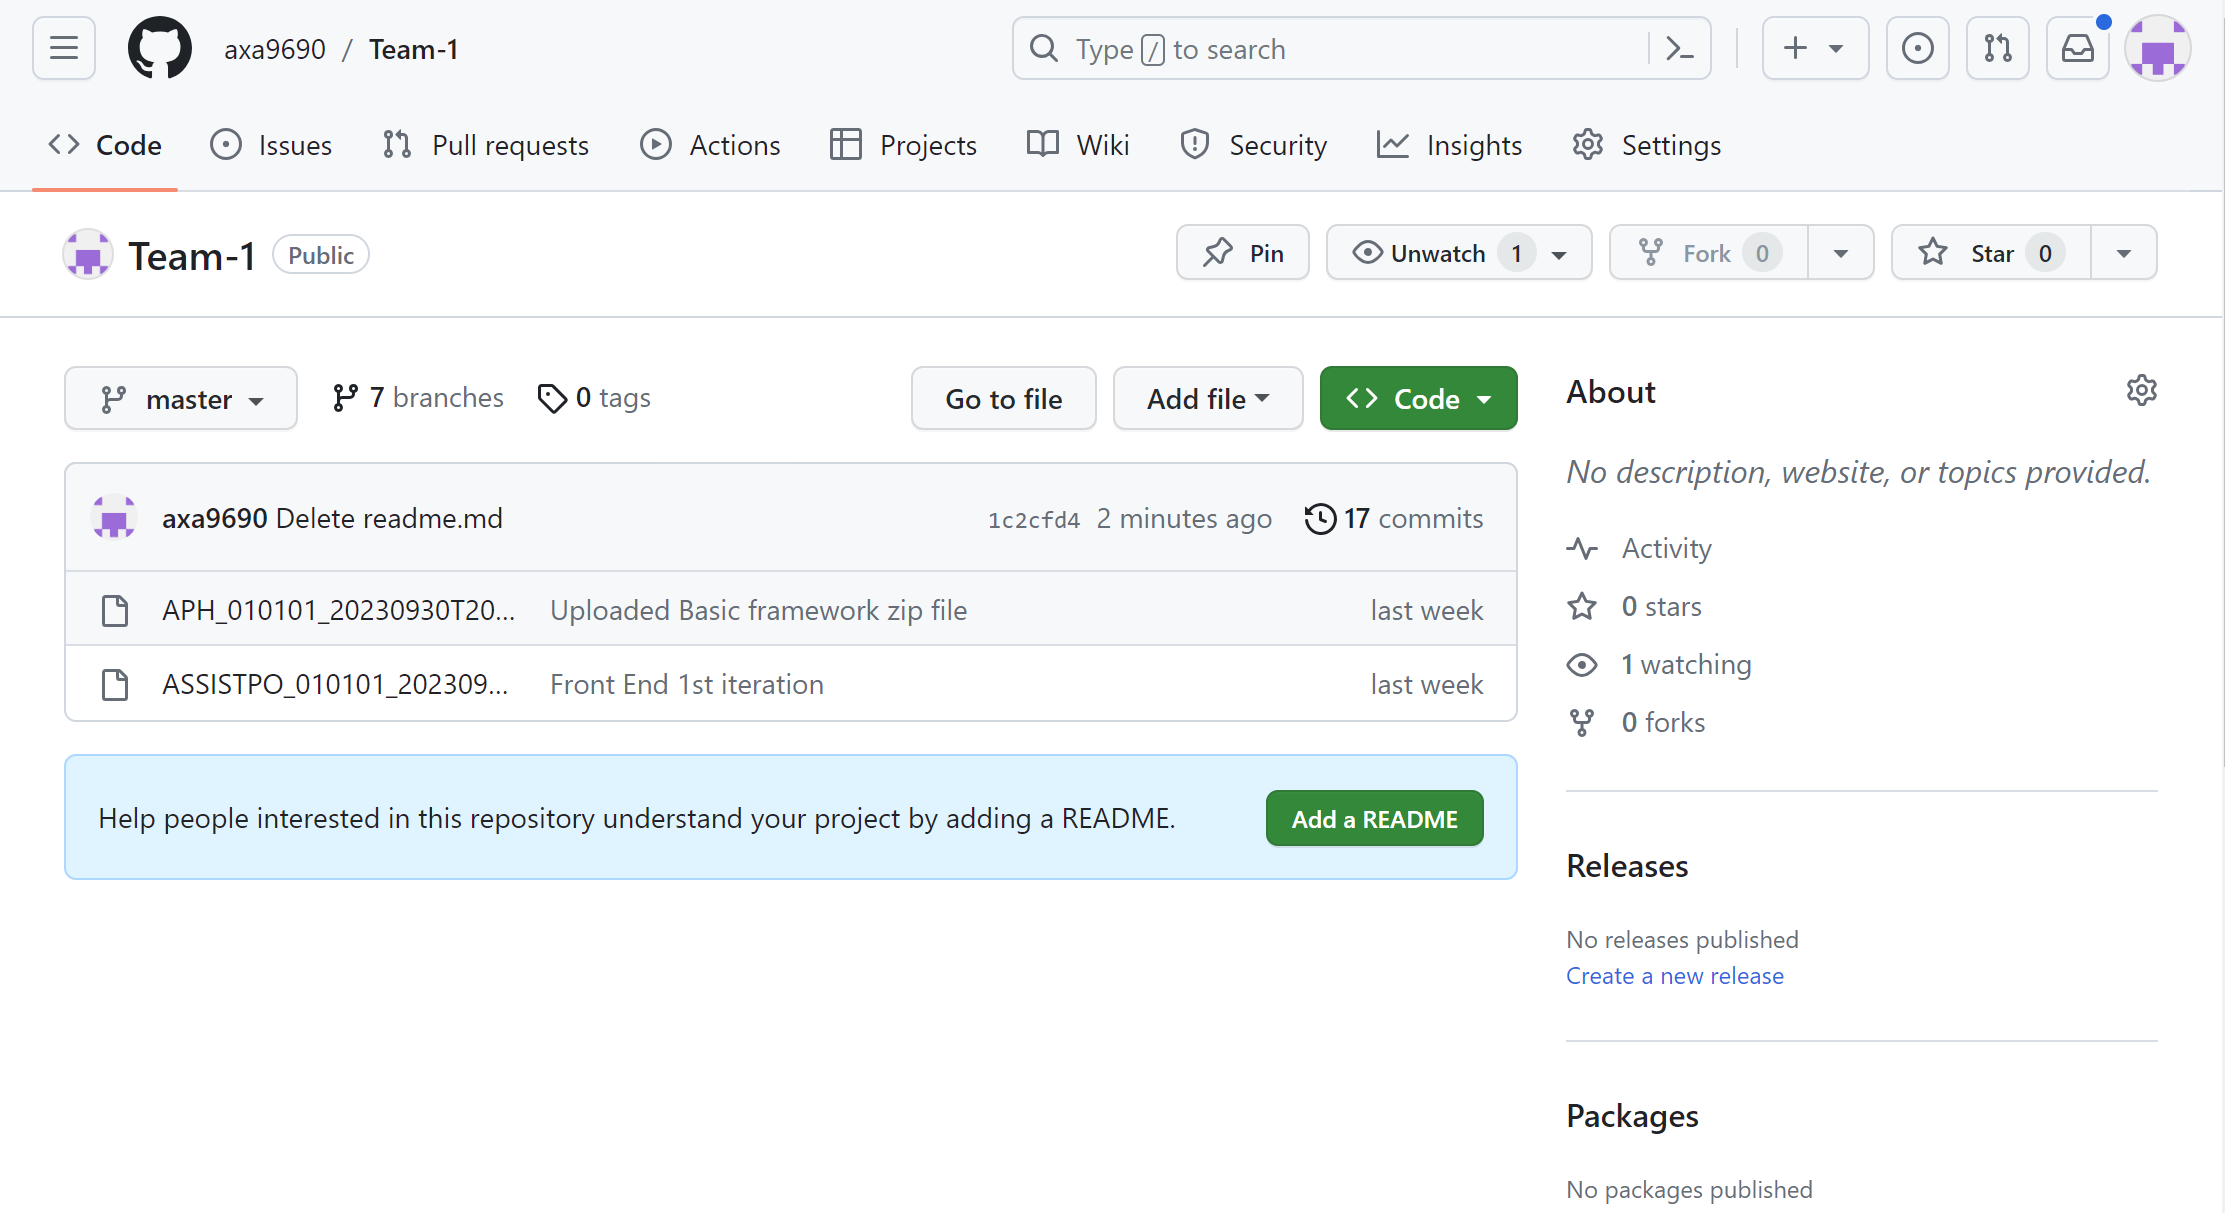 axa9690 / Team-1
Type / to search
Code
Issues
Pull requests
Actions
Projects
Wiki
Security
Insights
Settings
Team-1 Public
Pin
Unwatch 1
Fork 0
Star 0
master
7 branches
0 tags
Go to file
Add file
Code
axa9690 Delete readme.md
1c2cfd4 2 minutes ago
17 commits
APH_010101_20230930T20... Uploaded Basic framework zip file last week
ASSISTPO_010101_202309... Front End 1st iteration last week
Help people interested in this repository understand your project by adding a README.
Add a README
About
No description, website, or topics provided.
Activity
0 stars
1 watching
0 forks
Releases
No releases published
Create a new release
Packages
No packages published